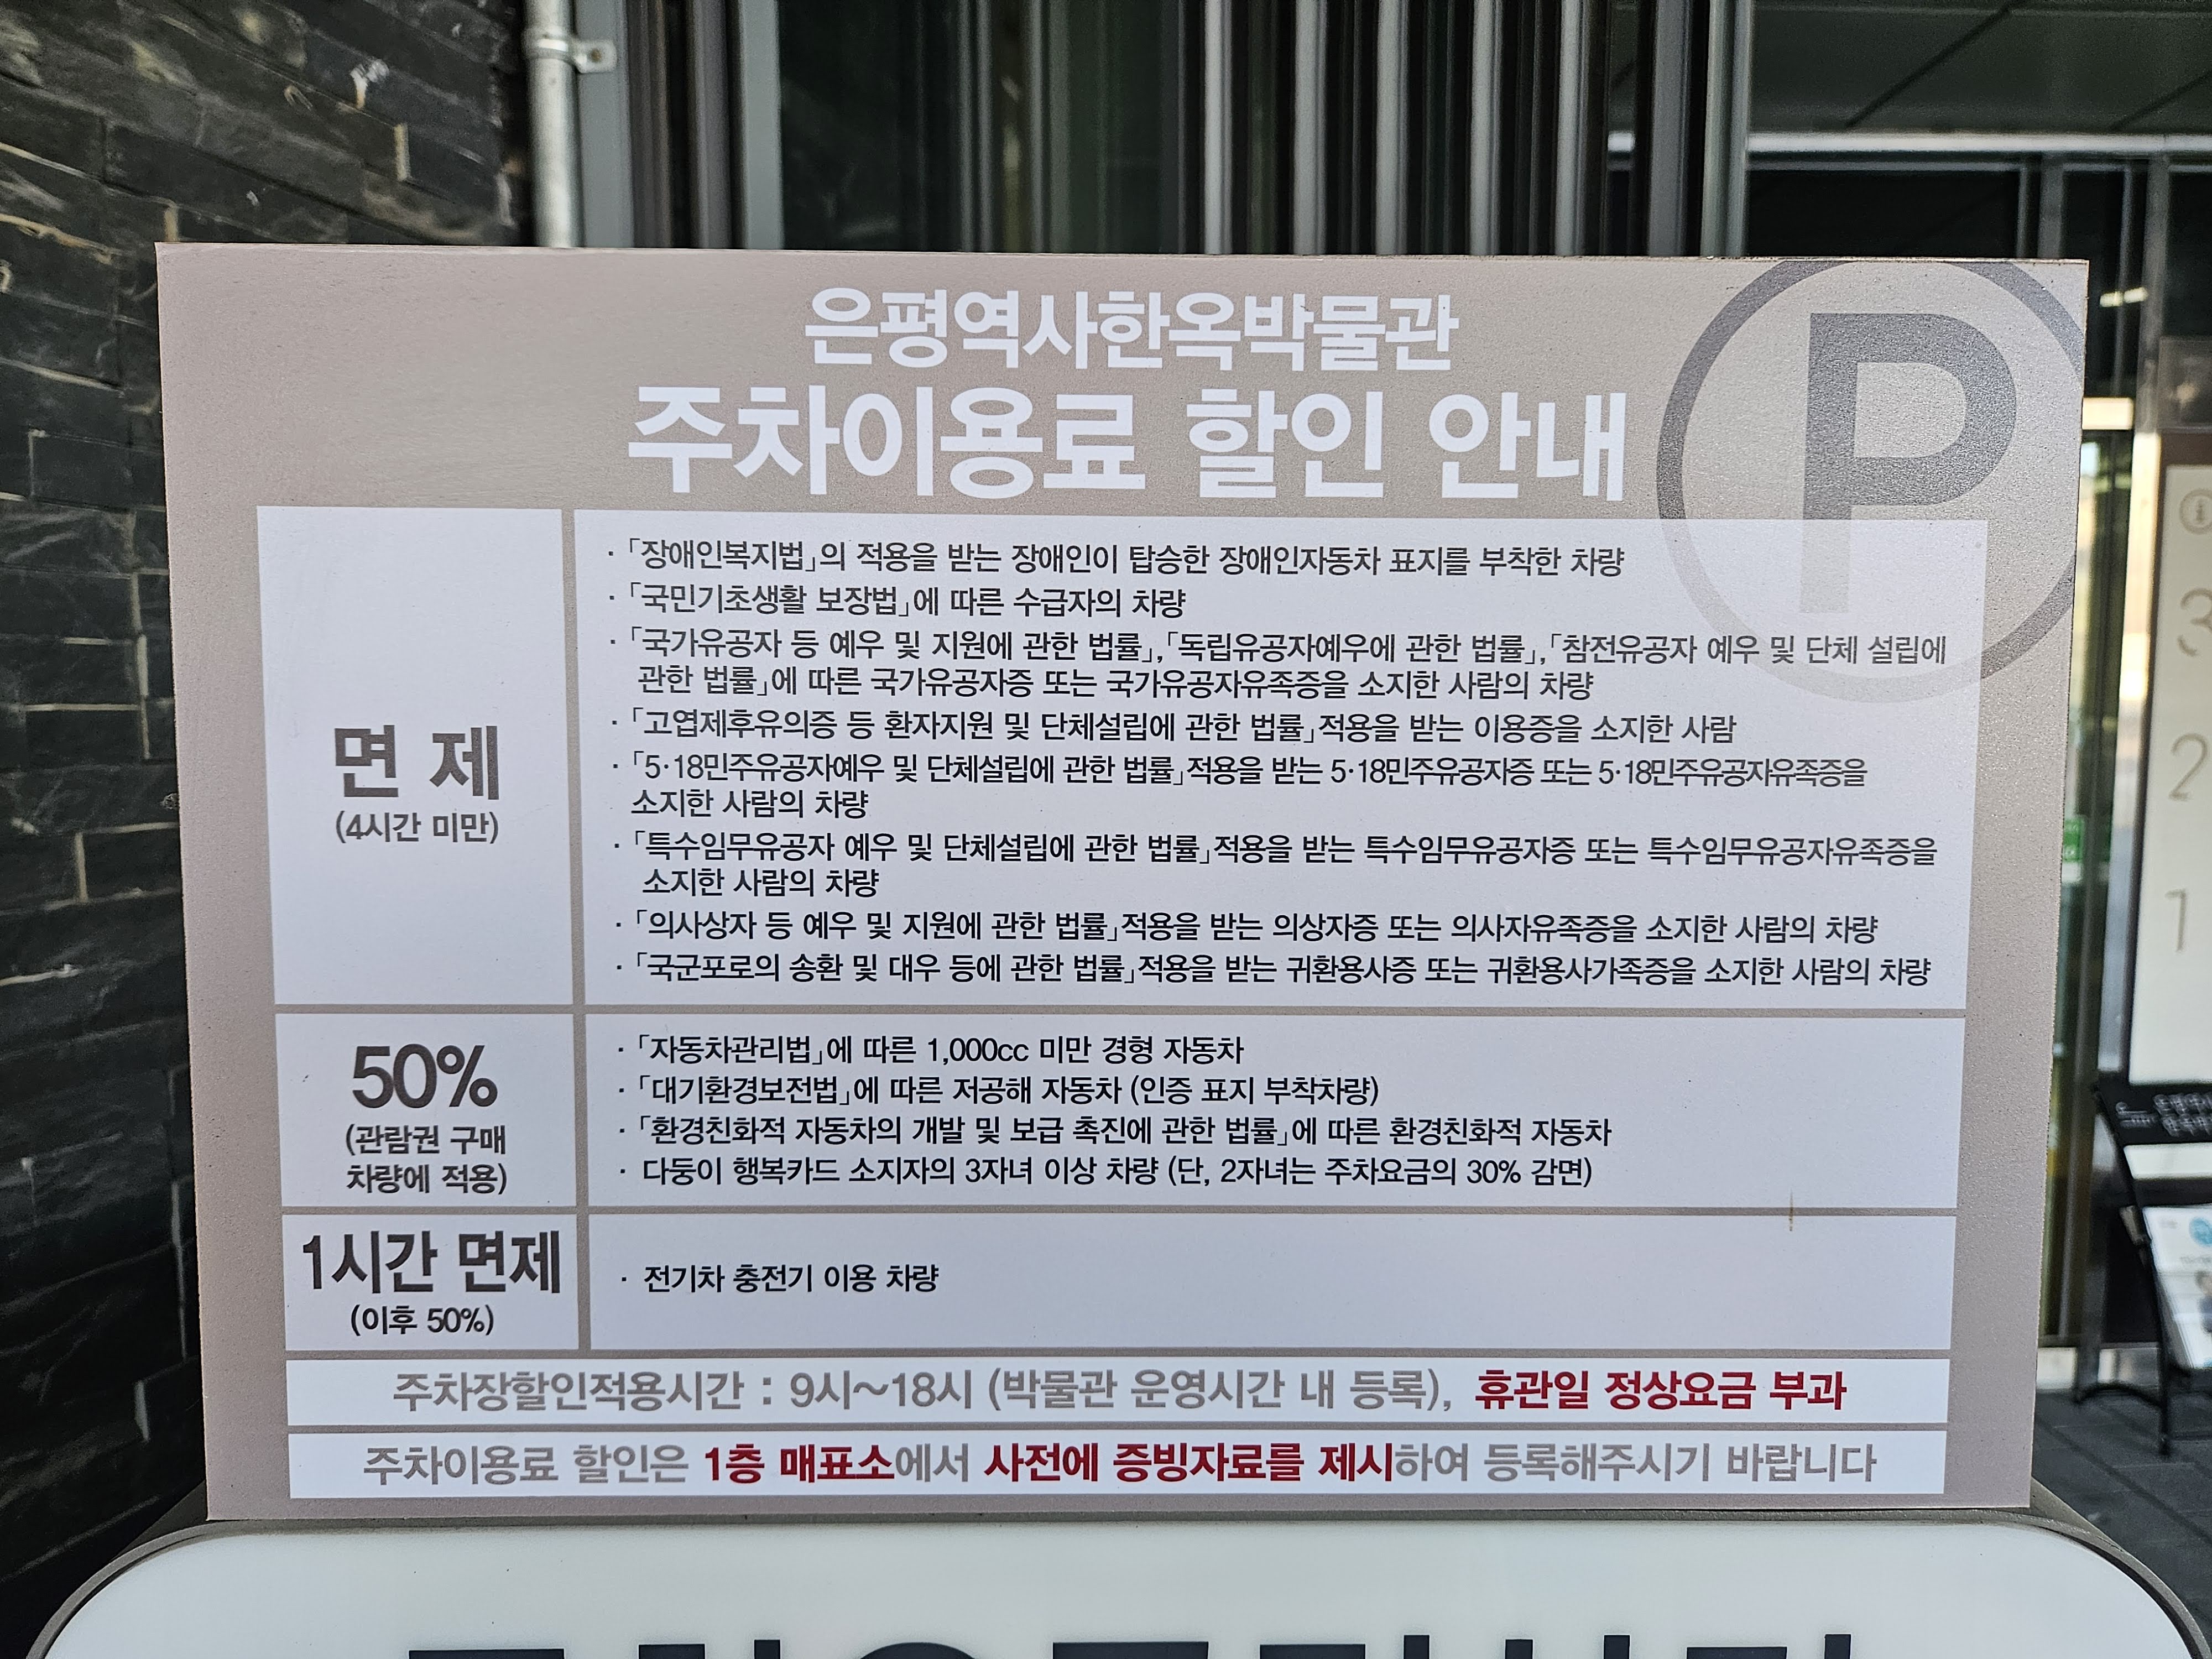 은평역사한옥박물관
주차이용료 할인 안내
P
면 제
(4시간 미만)
·「장애인복지법」의 적용을 받는 장애인이 탑승한 장애인자동차 표지를 부착한 차량
·「국민기초생활 보장법」에 따른 수급자의 차량
·「국가유공자 등 예우 및 지원에 관한 법률」,「독립유공자예우에 관한 법률」,「참전유공자 예우 및 단체 설립에
관한 법률」에 따른 국가유공자증 또는 국가유공자유족증을 소지한 사람의 차량
·「고엽제후유의증 등 환자지원 및 단체설립에 관한 법률」적용을 받는 이용증을 소지한 사람
·「5·18민주유공자예우 및 단체설립에 관한 법률」적용을 받는 5·18민주유공자증 또는 5·18민주유공자유족증을
소지한 사람의 차량
·「특수임무유공자 예우 및 단체설립에 관한 법률」적용을 받는 특수임무유공자증 또는 특수임무유공자유족증을
소지한 사람의 차량
·「의사상자 등 예우 및 지원에 관한 법률」적용을 받는 의상자증 또는 의사자유족증을 소지한 사람의 차량
·「국군포로의 송환 및 대우 등에 관한 법률」적용을 받는 귀환용사증 또는 귀환용사가족증을 소지한 사람의 차량
50%
(관람권 구매
차량에 적용)
·「자동차관리법」에 따른 1,000cc 미만 경형 자동차
·「대기환경보전법」에 따른 저공해 자동차 (인증 표지 부착차량)
·「환경친화적 자동차의 개발 및 보급 촉진에 관한 법률」에 따른 환경친화적 자동차
· 다둥이 행복카드 소지자의 3자녀 이상 차량 (단, 2자녀는 주차요금의 30% 감면)
1시간 면제
(이후 50%)
· 전기차 충전기 이용 차량
주차장할인적용시간 : 9시~18시 (박물관 운영시간 내 등록), 휴관일 정상요금 부과
주차이용료 할인은 1층 매표소에서 사전에 증빙자료를 제시하여 등록해주시기 바랍니다
3
2
1